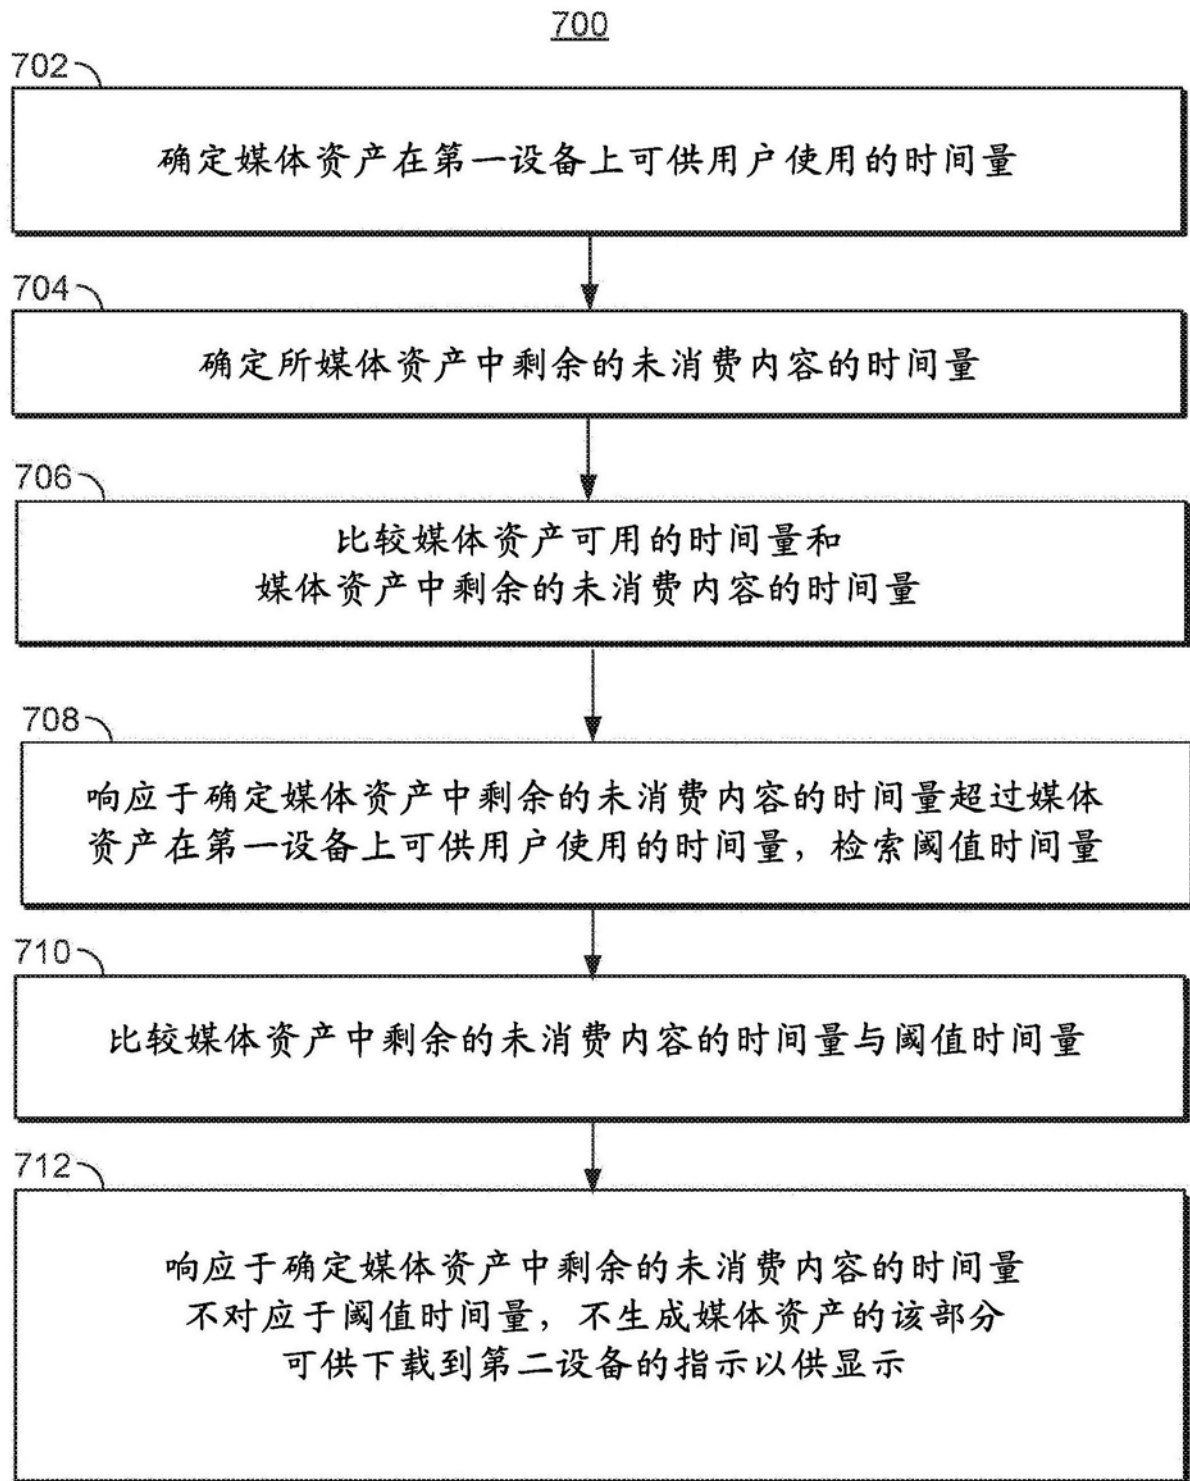 700
702
确定媒体资产在第一设备上可供用户使用的时间量
704
确定所媒体资产中剩余的未消费内容的时间量
706
比较媒体资产可用的时间量和
媒体资产中剩余的未消费内容的时间量
708
响应于确定媒体资产中剩余的未消费内容的时间量超过媒体
资产在第一设备上可供用户使用的时间量，检索阈值时间量
710
比较媒体资产中剩余的未消费内容的时间量与阈值时间量
712
响应于确定媒体资产中剩余的未消费内容的时间量
不对应于阈值时间量，不生成媒体资产的该部分
可供下载到第二设备的指示以供显示